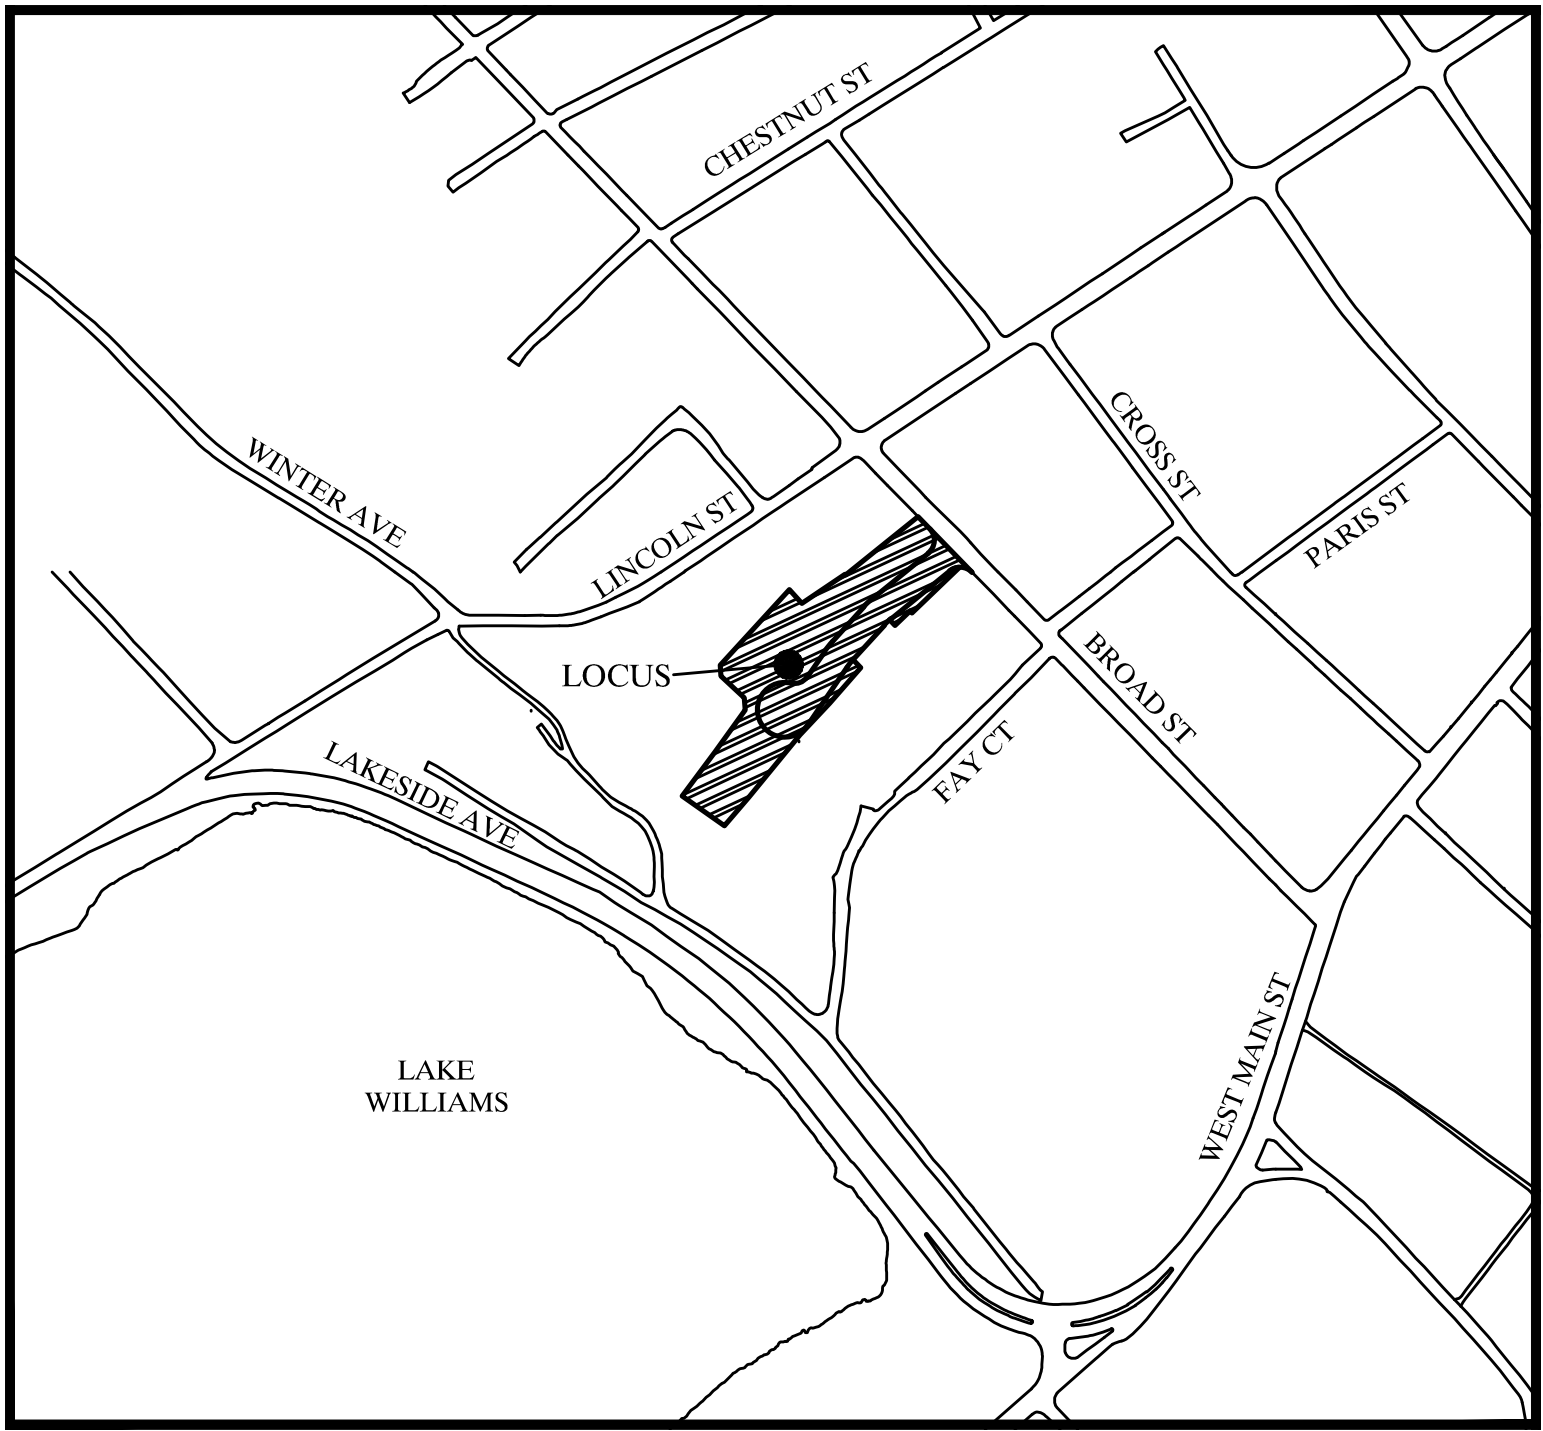 CHESTNUT ST
CROSS ST
WINTER AVE
PARIS ST
LINCOLN ST
LOCUS
BROAD ST
FAY CT
LAKESIDE AVE
WEST MAIN ST
LAKE
WILLIAMS